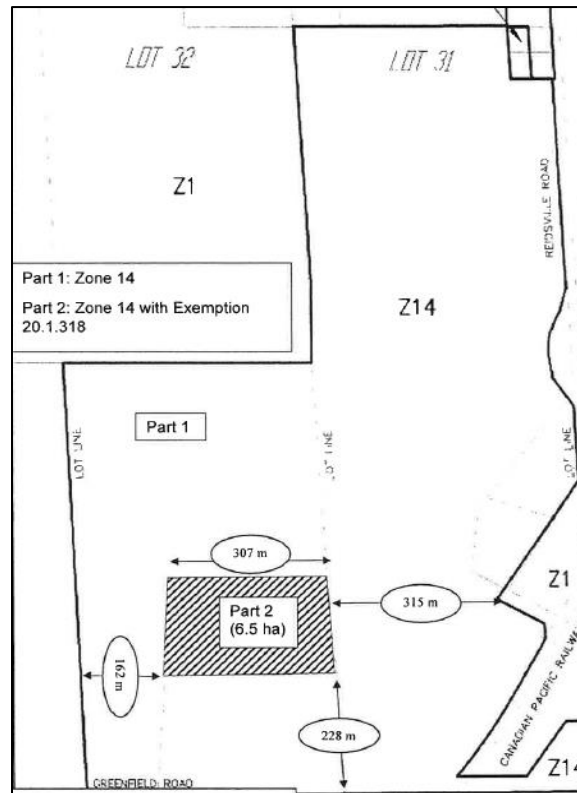 LOT 32
LOT 31
Z1
REIDSVILLE ROAD
Part 1: Zone 14
Part 2: Zone 14 with Exemption
20.1.318
Z14
Part 1
LOT LINE
LOT LINE
LOT LINE
307 m
Z1
Part 2
(6.5 ha)
315 m
162 m
228 m
CANADIAN PACIFIC RAILWAY
Z14
GREENFIELD ROAD